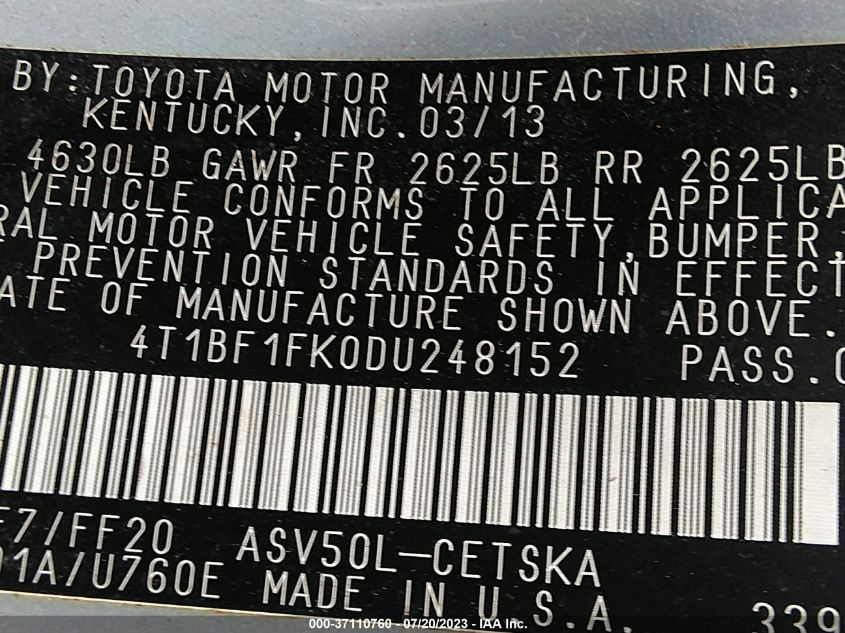 BY: TOYOTA MOTOR MANUFACTURING,
KENTUCKY, INC. 03/13
4630LB GAWR FR 2625LB RR 2625LB
VEHICLE CONFORMS TO ALL APPLICA
RAL MOTOR VEHICLE SAFETY, BUMPER,
PREVENTION STANDARDS IN EFFECT
ATE OF MANUFACTURE SHOWN ABOVE.
4T1BF1FK0DU248152 PASS.C
F7/FF20 ASV50L-CETSKA
01A/U760E MADE IN U.S.A. 339
000-37110760 - 07/20/2023 - IAA Inc.